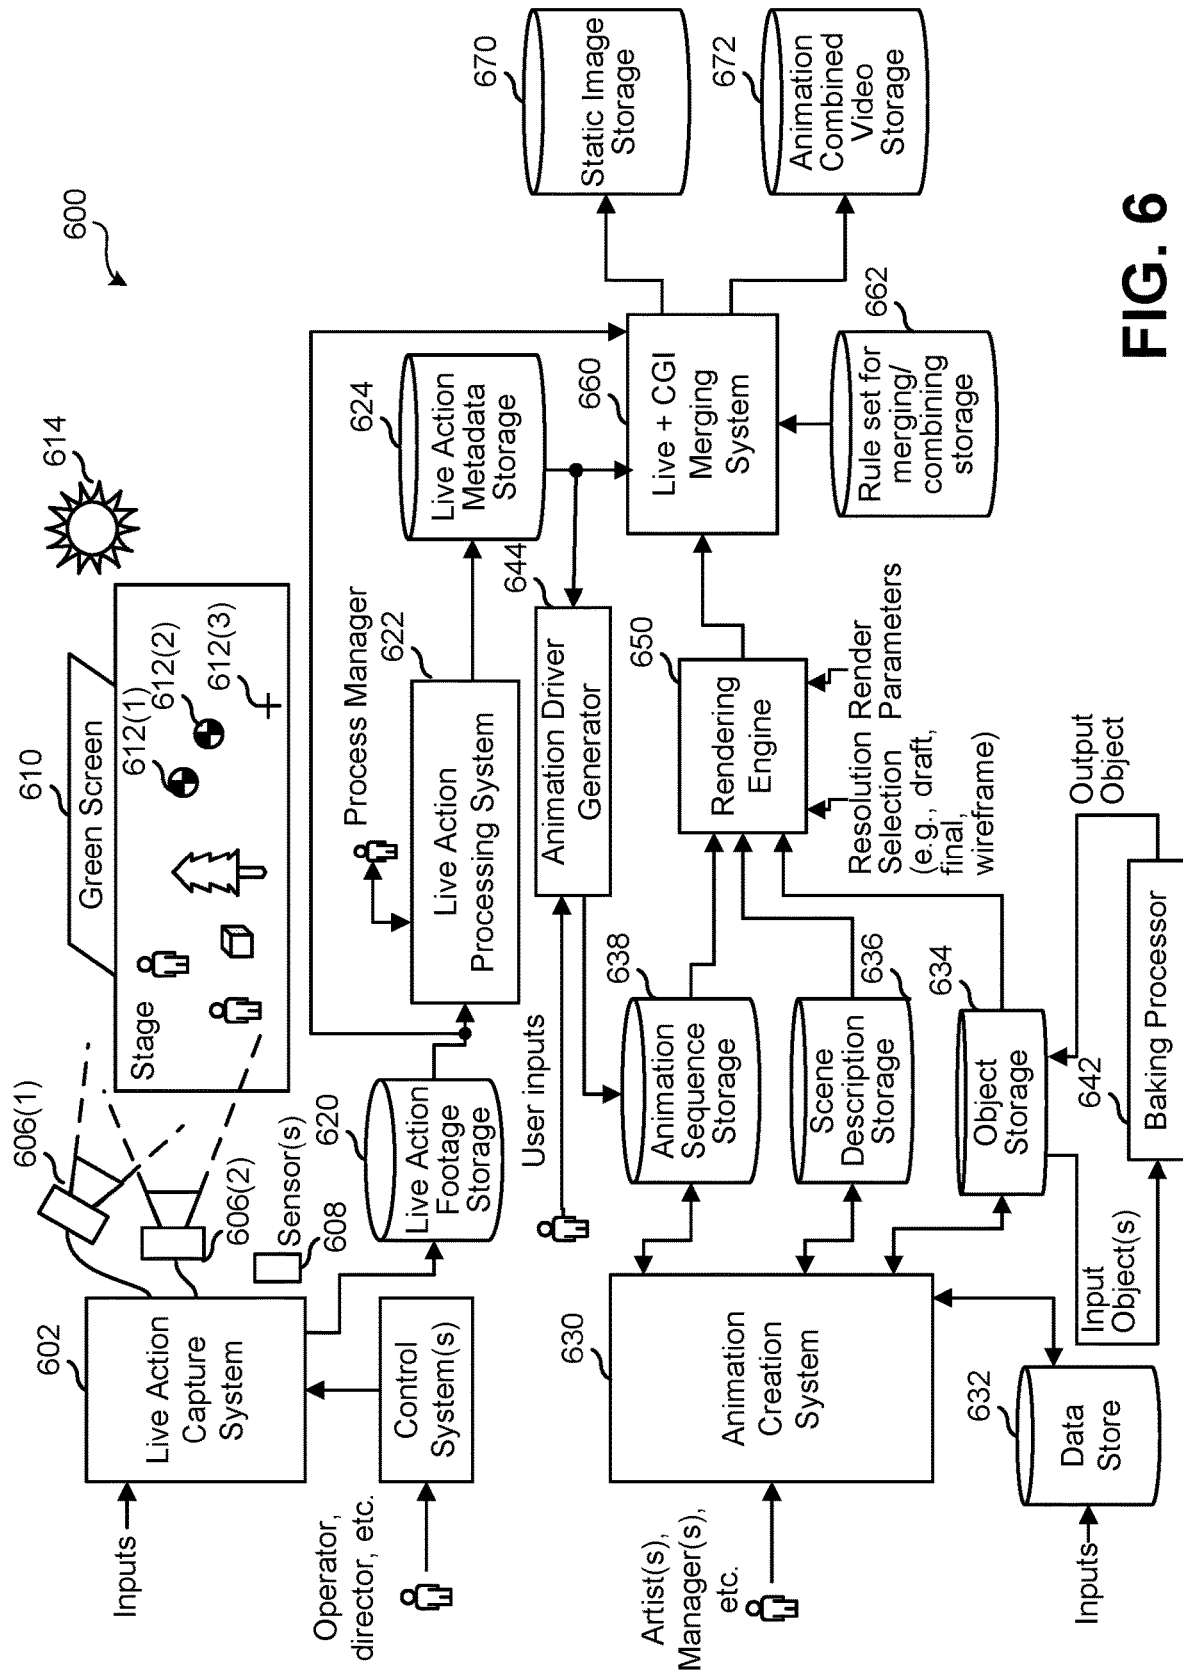 600
602
Live Action
Capture
System
Inputs
606(1)
606(2)
Sensor(s)
608
610
Green Screen
Stage
612(1)
612(2)
612(3)
614
Control
System(s)
Operator,
director, etc.
620
Live Action
Footage
Storage
Process Manager
622
Live Action
Processing System
624
Live Action
Metadata
Storage
User inputs
644
Animation Driver
Generator
630
Animation
Creation
System
Artist(s),
Manager(s),
etc.
632
Data
Store
Inputs
638
Animation
Sequence
Storage
636
Scene
Description
Storage
634
Object
Storage
Input
Object(s)
642
Baking Processor
Output
Object
650
Rendering
Engine
Resolution
Selection
(e.g., draft,
final,
wireframe)
Render
Parameters
660
Live + CGI
Merging
System
662
Rule set for
merging/
combining
storage
670
Static Image
Storage
672
Animation
Combined
Video
Storage
FIG. 6